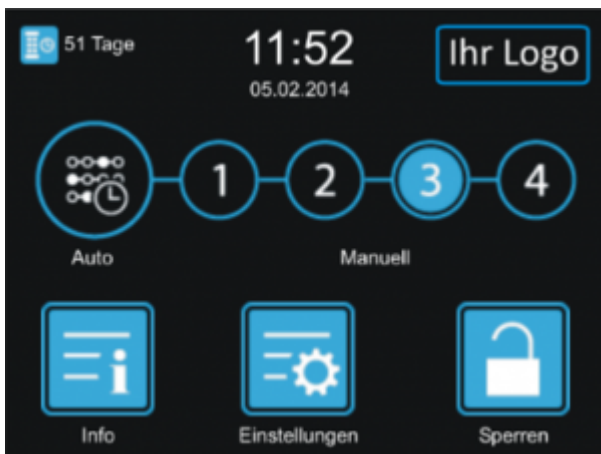 51 Tage
11:52
Ihr Logo
05.02.2014
1 2 3 4
Auto
Manuell
Info
Einstellungen
Sperren